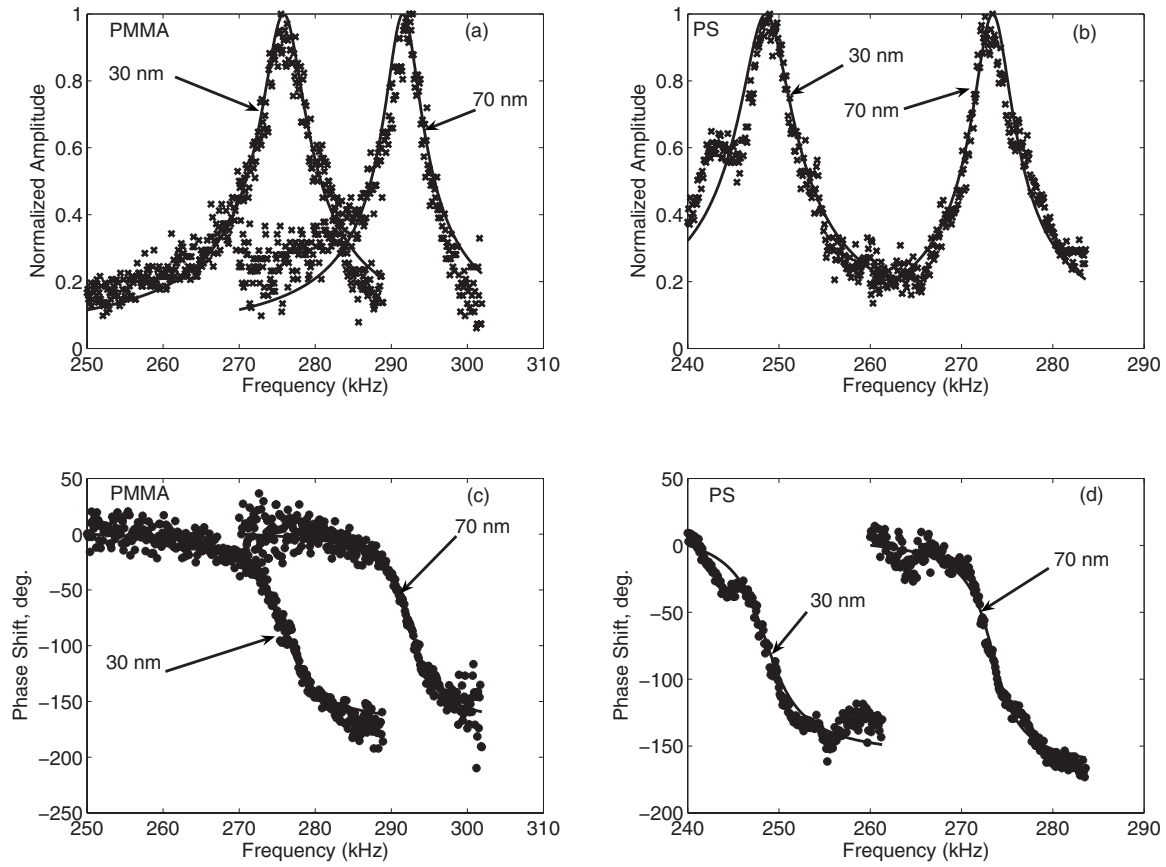 PMMA
(a)
30 nm
70 nm
Normalized Amplitude
1
0.8
0.6
0.4
0.2
0
250 260 270 280 290 300 310
Frequency (kHz)
PS
(b)
30 nm
70 nm
Normalized Amplitude
1
0.8
0.6
0.4
0.2
0
240 250 260 270 280 290
Frequency (kHz)
PMMA
(c)
70 nm
30 nm
Phase Shift, deg.
50
0
−50
−100
−150
−200
−250
250 260 270 280 290 300 310
Frequency (kHz)
PS
(d)
70 nm
30 nm
Phase Shift, deg.
50
0
−50
−100
−150
−200
240 250 260 270 280 290
Frequency (kHz)